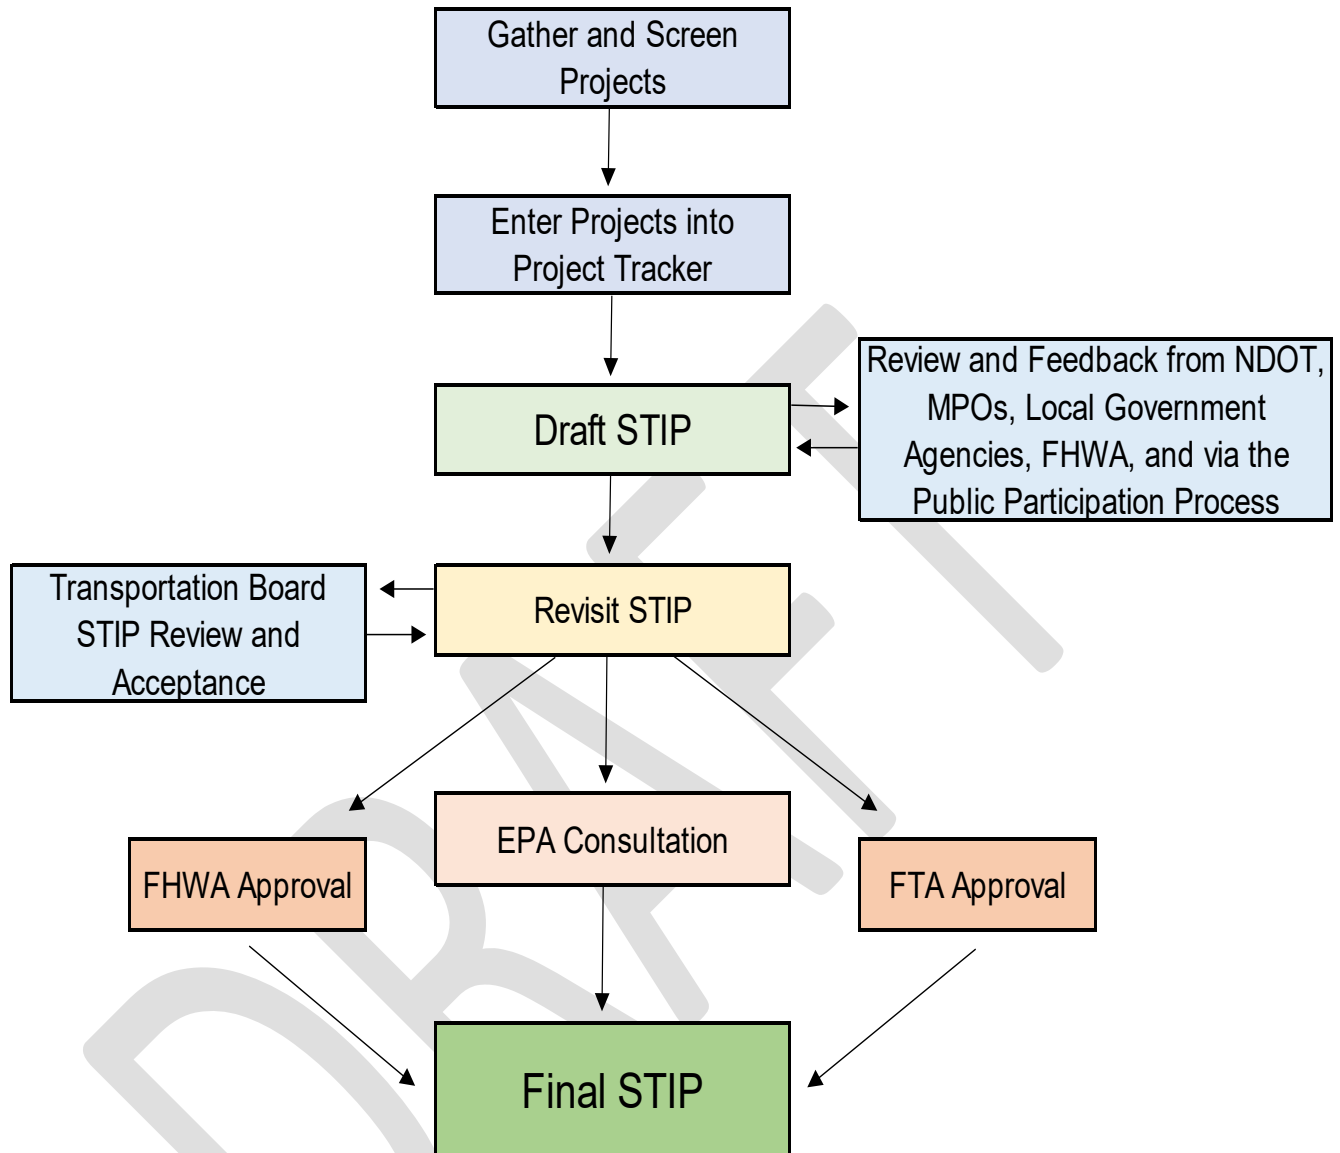 Gather and Screen
Projects
Enter Projects into
Project Tracker
Draft STIP
Review and Feedback from NDOT,
MPOs, Local Government
Agencies, FHWA, and via the
Public Participation Process
Transportation Board
STIP Review and
Acceptance
Revisit STIP
FHWA Approval
EPA Consultation
FTA Approval
Final STIP
DRAFT